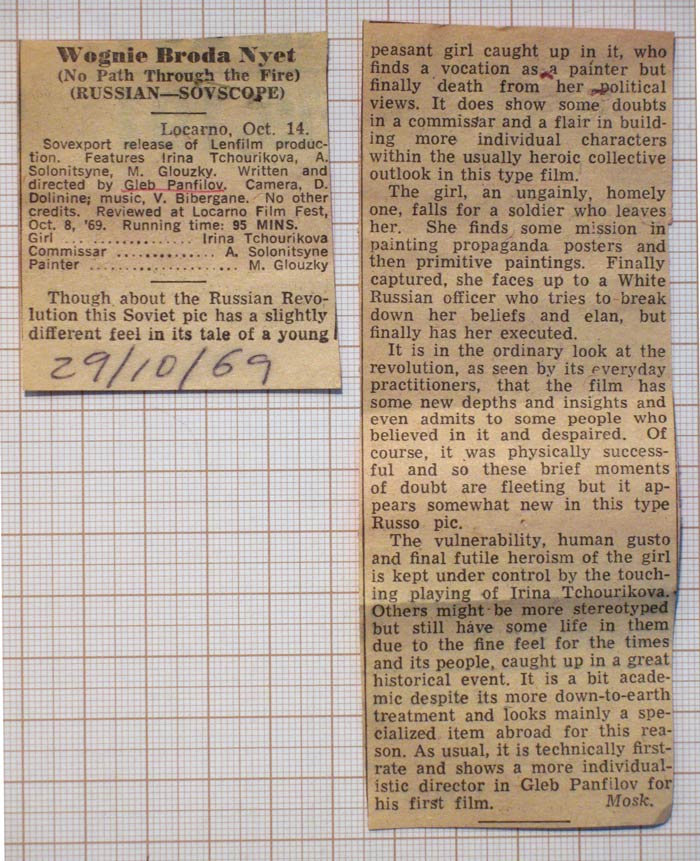 Wognie Broda Nyet
(No Path Through the Fire)
(RUSSIAN—SOVSCOPE)
Locarno, Oct. 14.
Sovexport release of Lenfilm produc-
tion. Features Irina Tchourikova, A.
Solonitsyne, M. Glouzky. Written and
directed by Gleb Panfilov. Camera, D.
Dolinine; music, V. Bibergane. No other
credits. Reviewed at Locarno Film Fest,
Oct. 8, '69. Running time: 95 MINS.
Girl .................. Irina Tchourikova
Commissar ............. A. Solonitsyne
Painter ................... M. Glouzky
Though about the Russian Revo-
lution this Soviet pic has a slightly
different feel in its tale of a young
29/10/69
peasant girl caught up in it, who
finds a vocation as a painter but
finally death from her political
views. It does show some doubts
in a commissar and a flair in build-
ing more individual characters
within the usually heroic collective
outlook in this type film.
The girl, an ungainly, homely
one, falls for a soldier who leaves
her. She finds some mission in
painting propaganda posters and
then primitive paintings. Finally
captured, she faces up to a White
Russian officer who tries to break
down her beliefs and elan, but
finally has her executed.
It is in the ordinary look at the
revolution, as seen by its everyday
practitioners, that the film has
some new depths and insights and
even admits to some people who
believed in it and despaired. Of
course, it was physically success-
ful and so these brief moments
of doubt are fleeting but it ap-
pears somewhat new in this type
Russo pic.
The vulnerability, human gusto
and final futile heroism of the girl
is kept under control by the touch-
ing playing of Irina Tchourikova.
Others might be more stereotyped
but still have some life in them
due to the fine feel for the times
and its people, caught up in a great
historical event. It is a bit acade-
mic despite its more down-to-earth
treatment and looks mainly a spe-
cialized item abroad for this rea-
son. As usual, it is technically first-
rate and shows a more individual-
istic director in Gleb Panfilov for
his first film. Mosk.